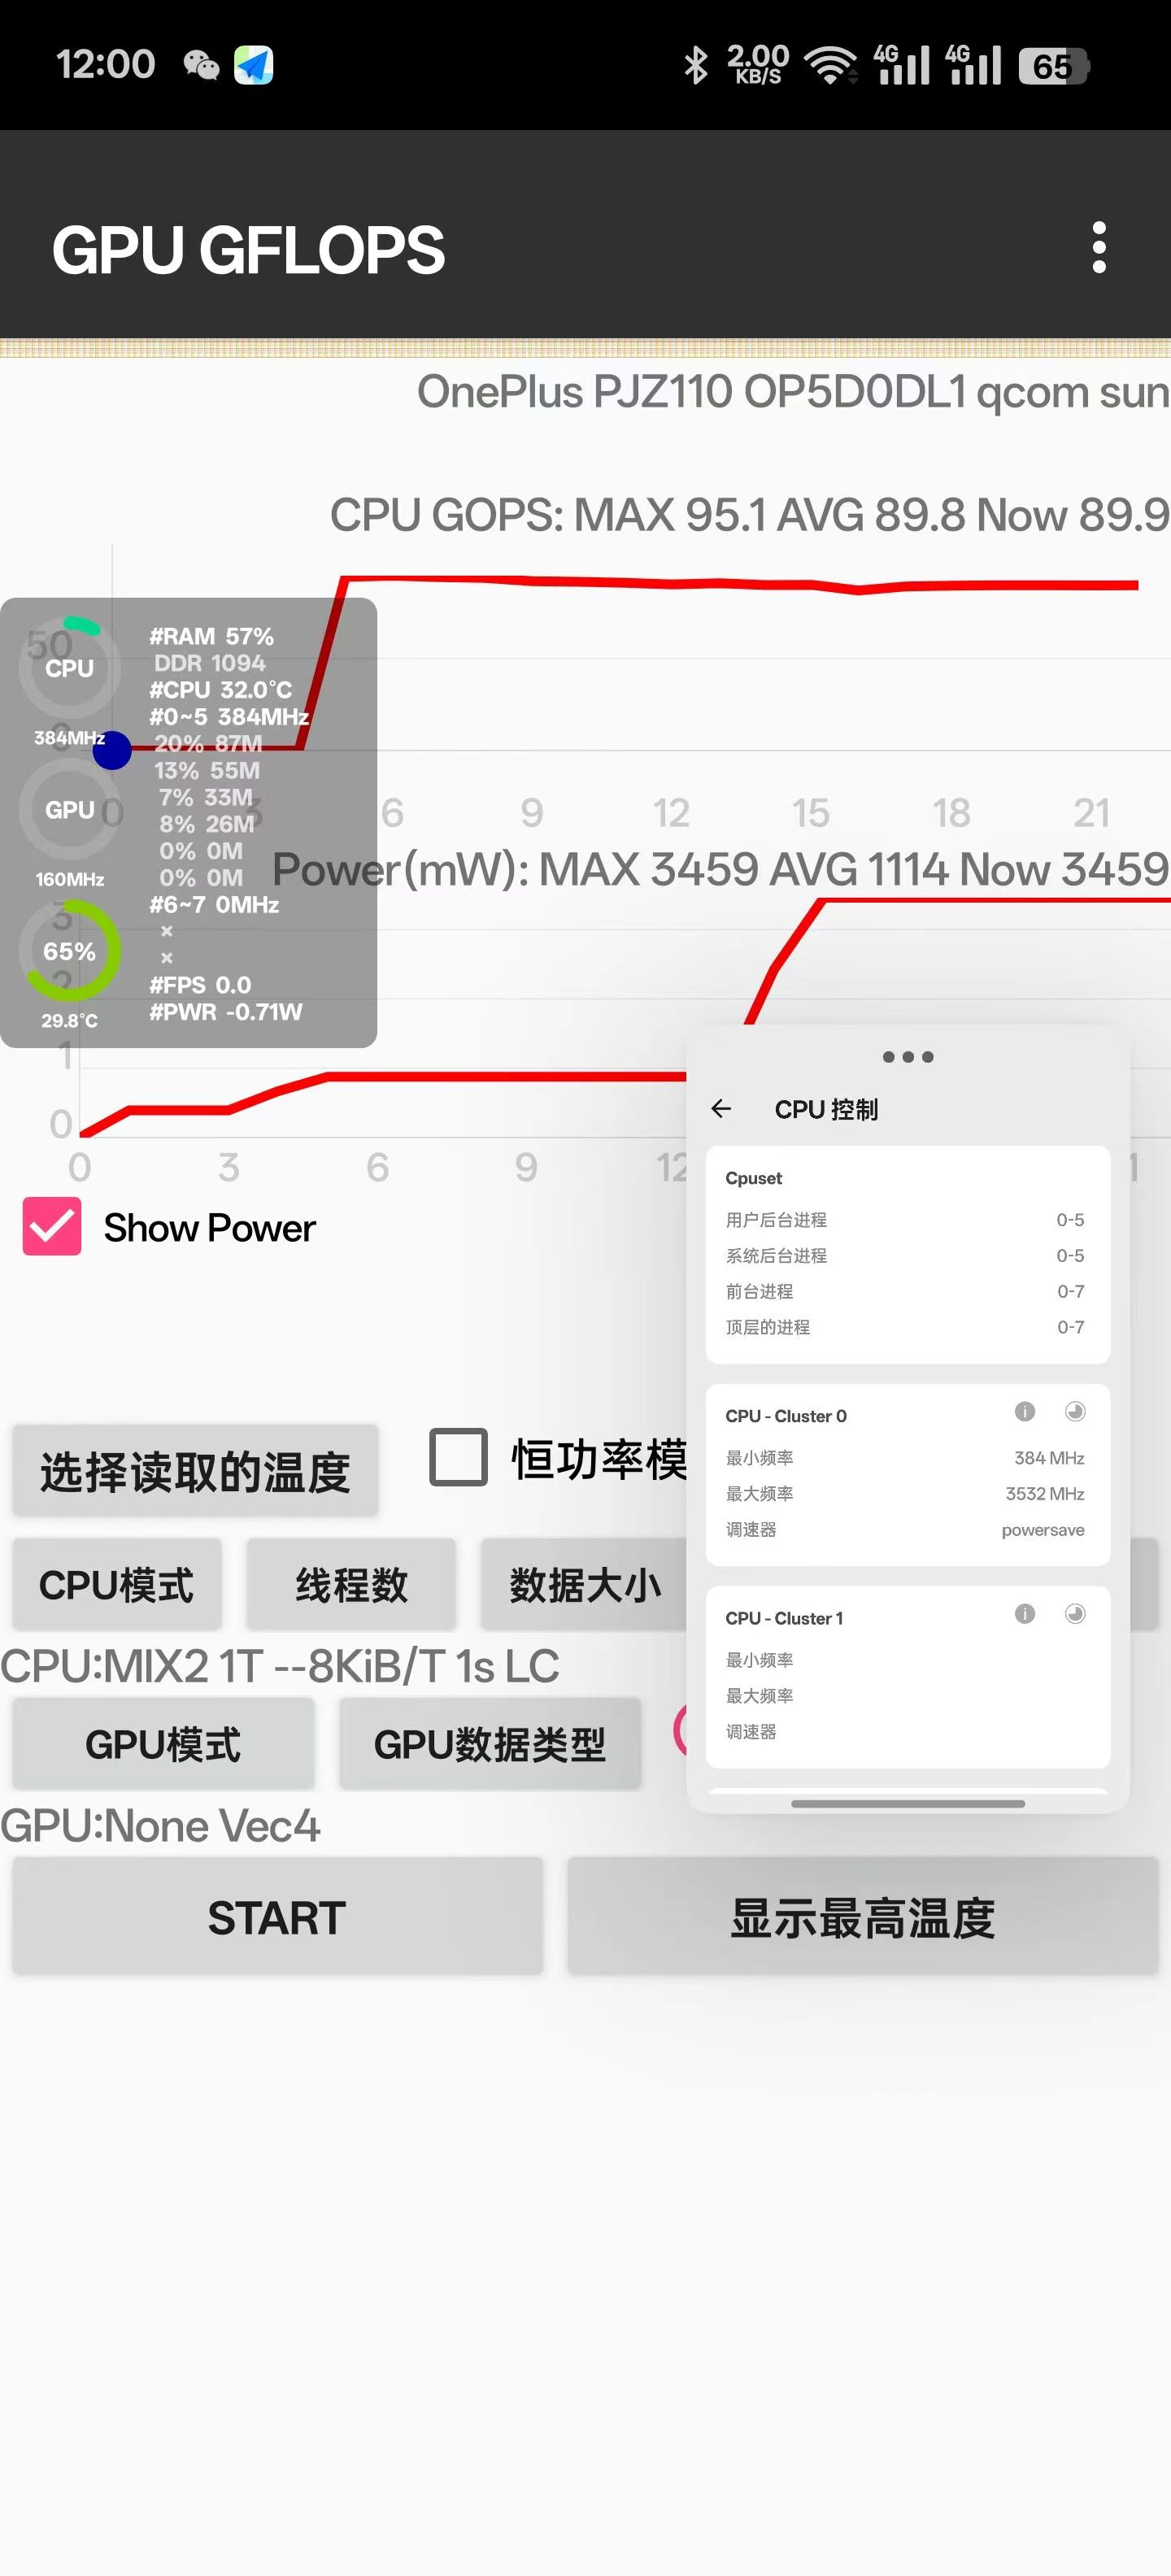 12:00
2.00 KB/S 4G 4G 65
GPU GFLOPS
OnePlus PJZ110 OP5D0DL1 qcom sun
CPU GOPS: MAX 95.1 AVG 89.8 Now 89.9
50
0
0 3 6 9 12 15 18 21
CPU
384MHz
GPU
160MHz
65%
29.8°C
#RAM 57%
DDR 1094
#CPU 32.0°C
#0~5 384MHz
20% 87M
13% 55M
7% 33M
8% 26M
0% 0M
0% 0M
#6~7 0MHz
×
×
#FPS 0.0
#PWR -0.71W
Power(mW): MAX 3459 AVG 1114 Now 3459
3
2
1
0
0 3 6 9 12
Show Power
CPU 控制
Cpuset
用户后台进程 0-5
系统后台进程 0-5
前台进程 0-7
顶层的进程 0-7
CPU - Cluster 0
最小频率 384 MHz
最大频率 3532 MHz
调速器 powersave
CPU - Cluster 1
最小频率
最大频率
调速器
选择读取的温度
恒功率模
CPU模式 线程数 数据大小
CPU:MIX2 1T --8KiB/T 1s LC
GPU模式 GPU数据类型
GPU:None Vec4
START 显示最高温度